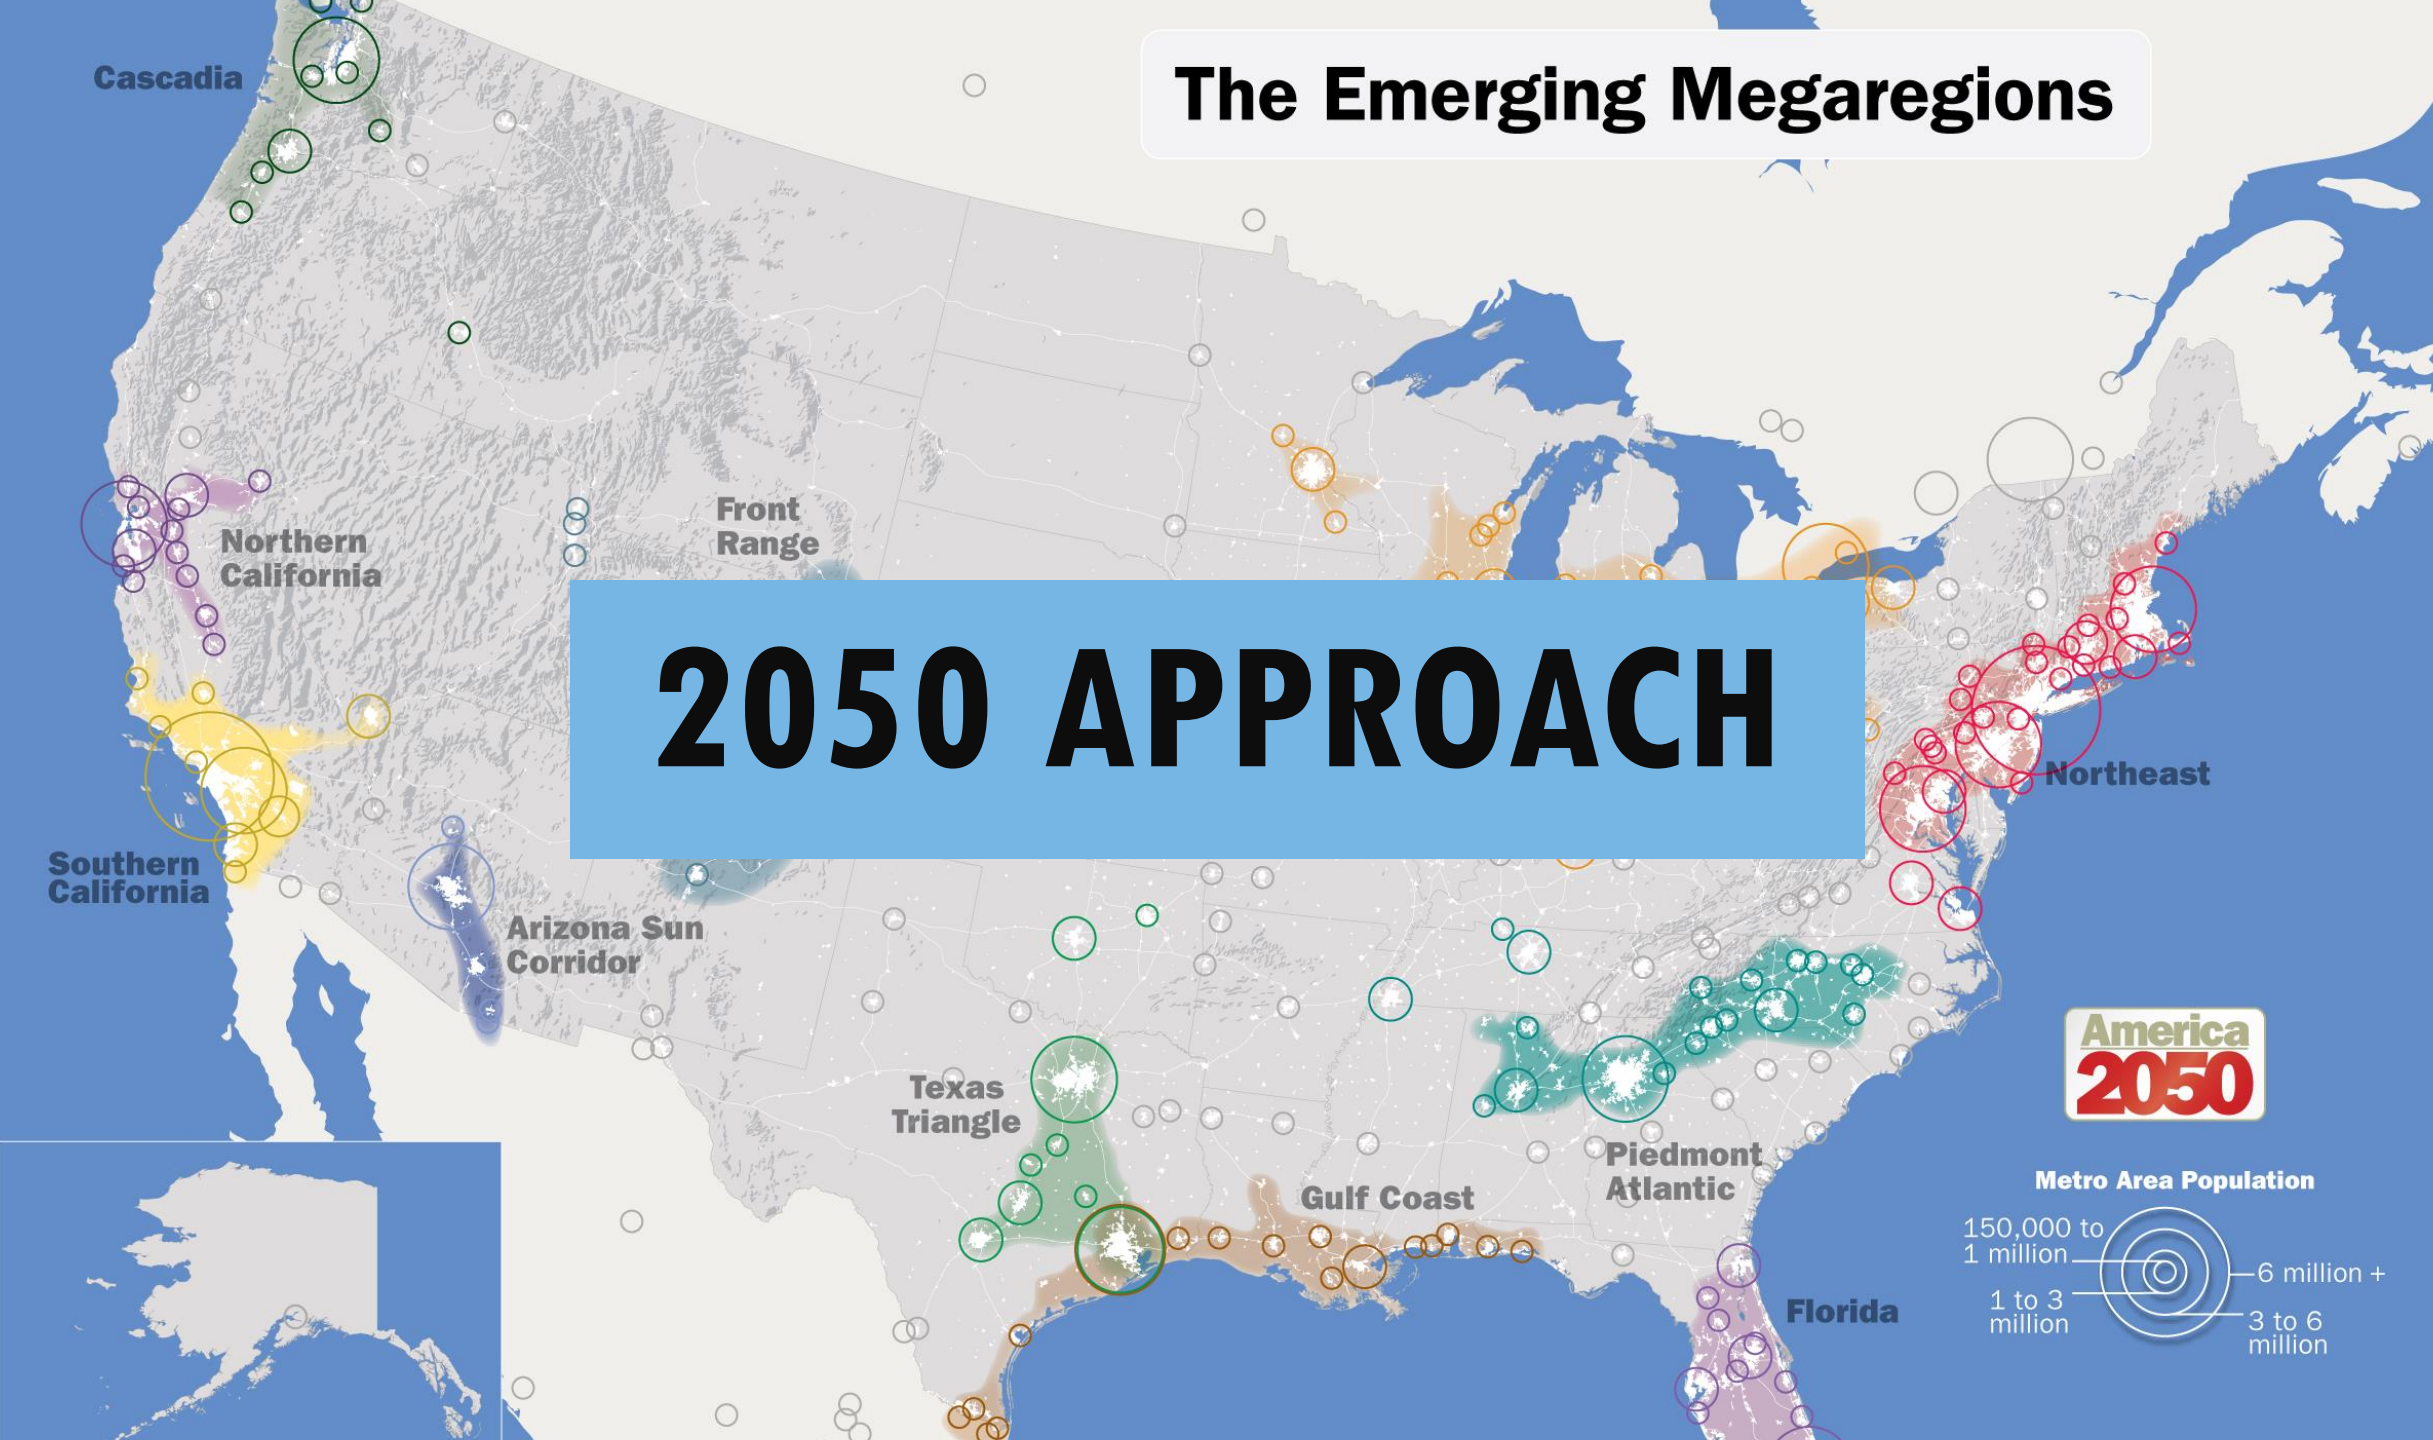 The Emerging Megaregions
Cascadia
Front
Range
Northern
California
2050 APPROACH
Northeast
Southern
California
Arizona Sun
Corridor
Texas
Triangle
Gulf Coast
Piedmont
Atlantic
Florida
America
2050
Metro Area Population
150,000 to
1 million
6 million +
1 to 3
million
3 to 6
million